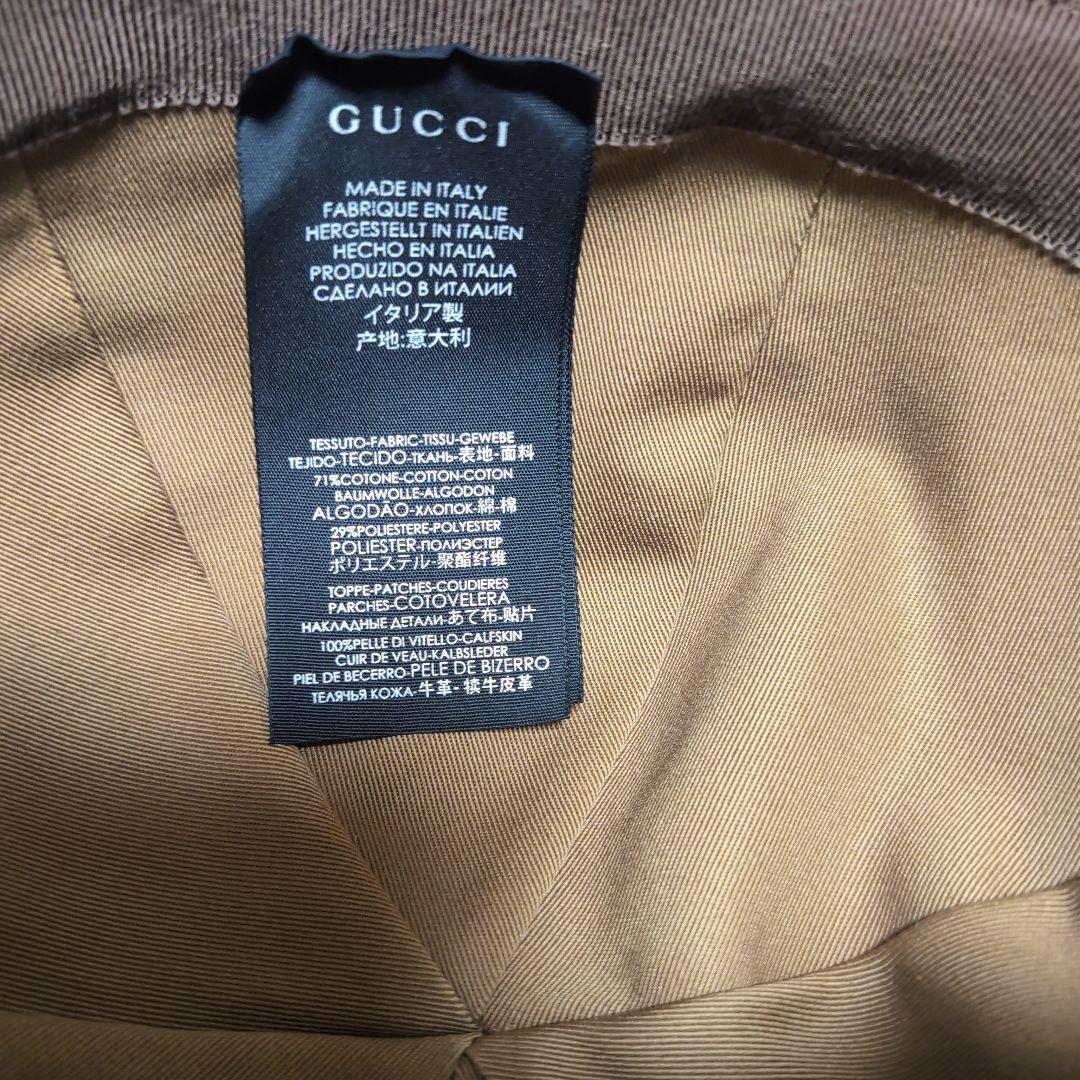 GUCCI
MADE IN ITALY
FABRIQUE EN ITALIE
HERGESTELLT IN ITALIEN
HECHO EN ITALIA
PRODUZIDO NA ITALIA
СДЕЛАНО В ИТАЛИИ
イタリア製
产地:意大利
TESSUTO-FABRIC-TISSU-GEWEBE
TEJIDO-TECIDO-ТКАНЬ-表地-面料
71%COTONE-COTTON-COTON
BAUMWOLLE-ALGODON
ALGODÃO-ХЛОПОК-綿-棉
29%POLIESTERE-POLYESTER
POLIESTER-ПОЛИЭСТЕР
ポリエステル-聚酯纤维
TOPPE-PATCHES-COUDIERES
PARCHES-COTOVELERA
НАКЛАДНЫЕ ДЕТАЛИ-あて布-贴片
100%PELLE DI VITELLO-CALFSKIN
CUIR DE VEAU-KALBSLEDER
PIEL DE BECERRO-PELE DE BIZERRO
ТЕЛЯЧЬЯ КОЖА-牛革-犊牛皮革